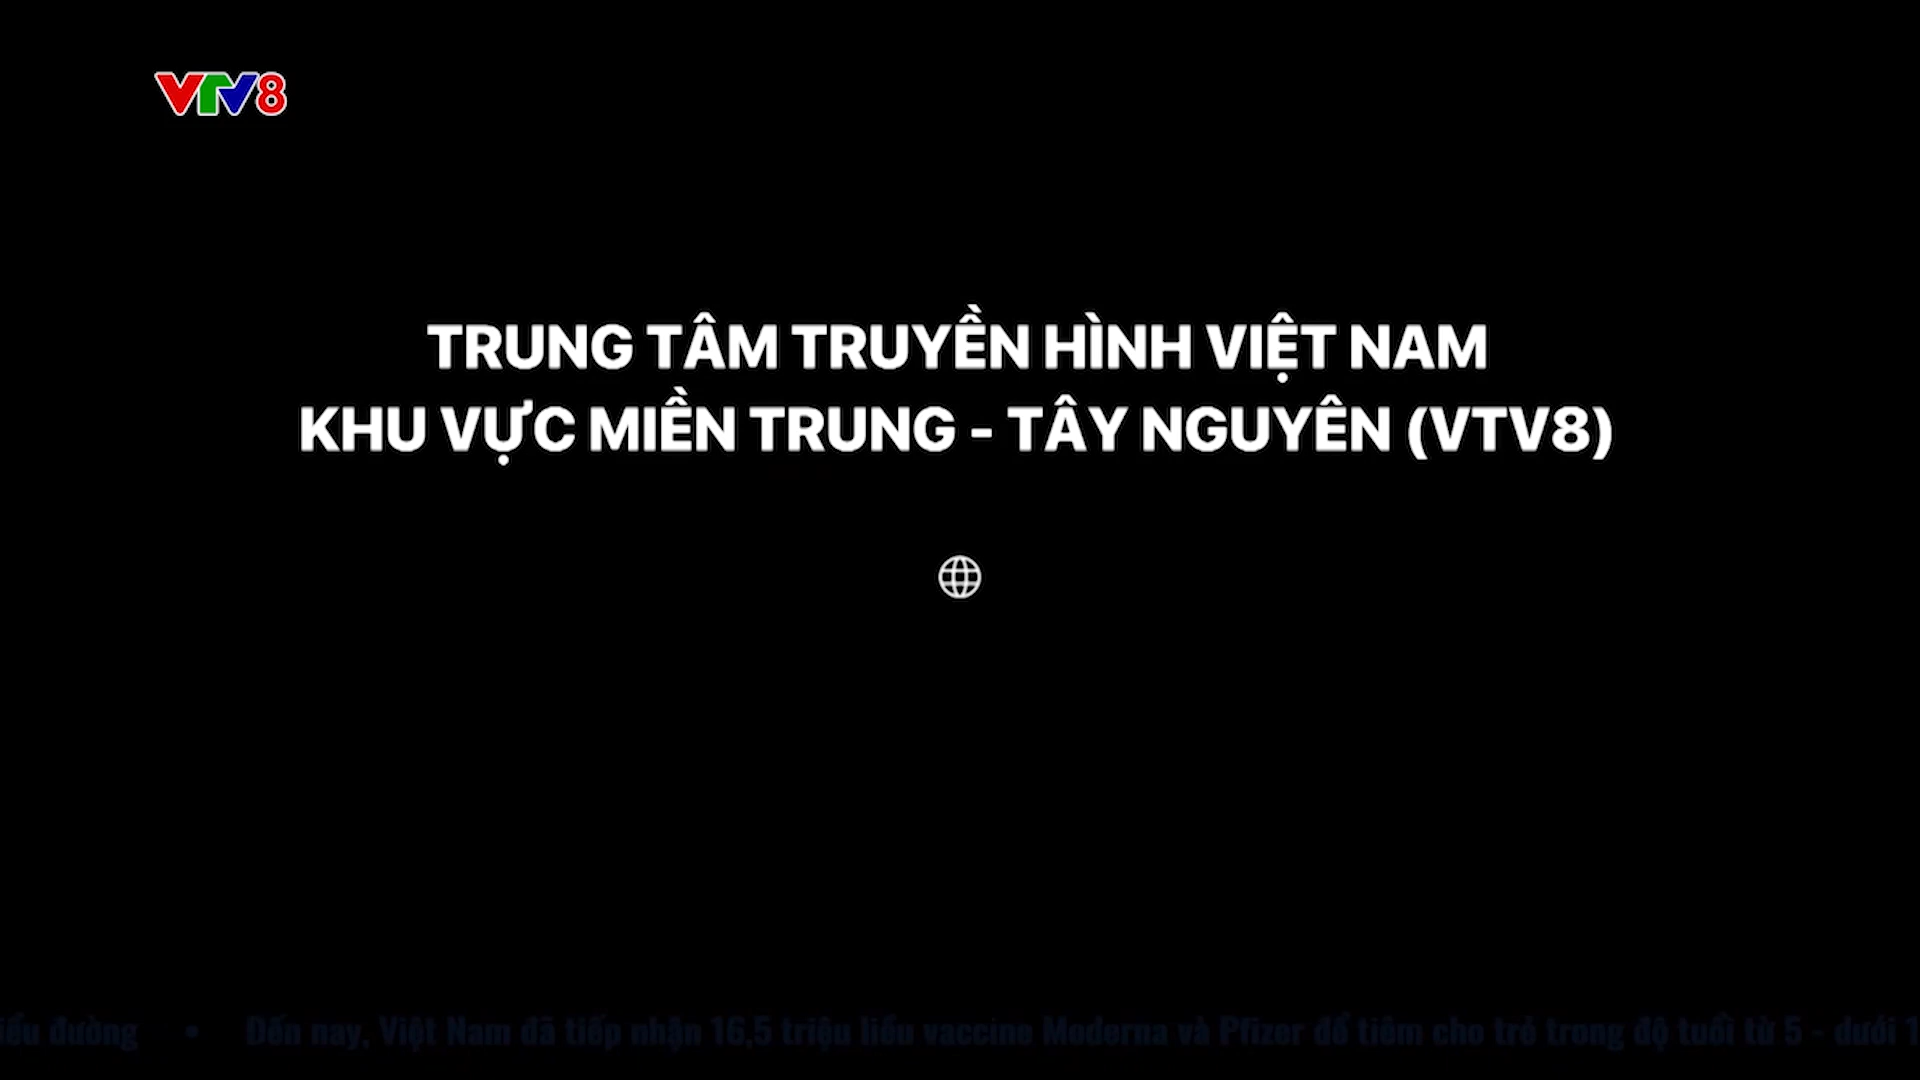 VTV8
TRUNG TÂM TRUYỀN HÌNH VIỆT NAM
KHU VỰC MIỀN TRUNG - TÂY NGUYÊN (VTV8)
đường • Đến nay, Việt Nam đã tiếp nhận 16,5 triệu liều vaccine Moderna và Pfizer để tiêm cho trẻ trong độ tuổi từ 5 - dưới